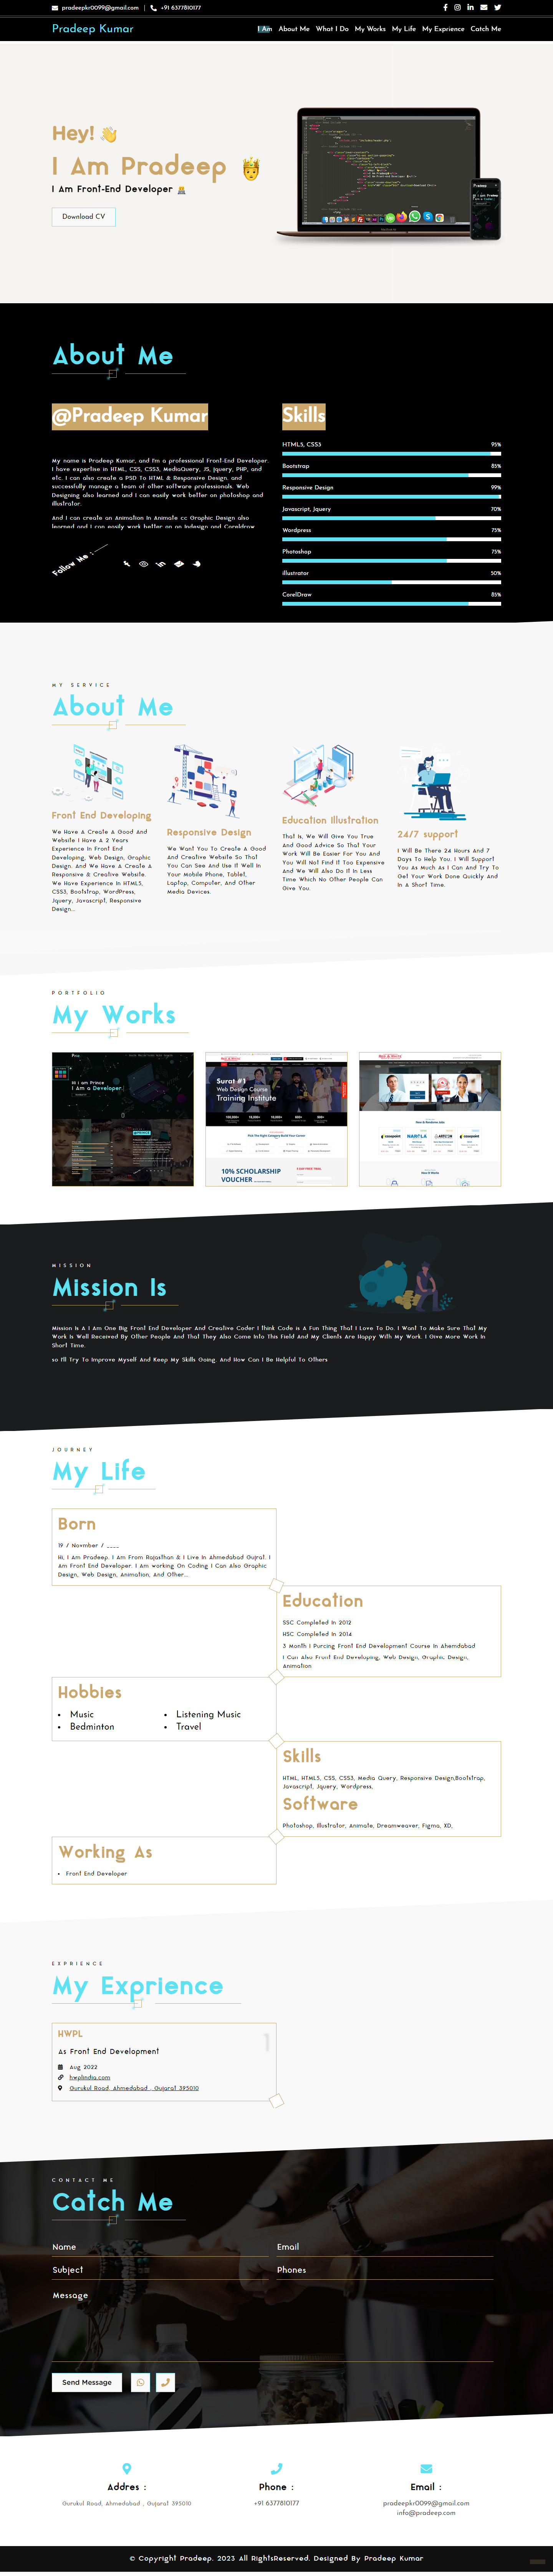 pradeepkr0099@gmail.com | +91 6377810177
Pradeep Kumar
I Am About Me What I Do My Works My Life My Exprience Catch Me
Hey! 👋
I Am Pradeep
I Am Front-End Developer
Download CV
About Me
@Pradeep Kumar
My name is Pradeep Kumar, and I'm a professional Front-End Developer.
I have expertise in HTML, CSS, CSS3, MediaQuery, JS, Jquery, PHP, and
etc. I can also create a PSD To HTML & Responsive Design. and
successfully manage a team of other software professionals. Web
Designing also learned and I can easily work better on photoshop and
illustrator.
And I can create an Animation In Animate cc Graphic Design also
learned and I can easily work better on an Indesign and Coreldraw
Follow Me :
Skills
HTML5, CSS3 95%
Bootstrap 85%
Responsive Design 99%
Javascript, Jquery 70%
Wordpress 75%
Photoshop 75%
illustrator 50%
CorelDraw 85%
MY SERVICE
About Me
Front End Developing
We Have A Create A Good And
Website I Have A 2 Years
Experience In Front End
Developing, Web Design, Graphic
Design. And We Have A Create A
Responsive & Creative Website.
We Have Experience In HTML5,
CSS3, Bootstrap, WordPress,
Jquery, Javascript, Responsive
Design...
Responsive Design
We Want You To Create A Good
And Creative Website So That
You Can See And Use It Well In
Your Mobile Phone, Tablet,
Laptop, Computer, And Other
Media Devices.
Education Illustration
That Is, We Will Give You True
And Good Advice So That Your
Work Will Be Easier For You And
You Will Not Find It Too Expensive
And We Will Also Do It In Less
Time Which No Other People Can
Give You.
24/7 support
I Will Be There 24 Hours And 7
Days To Help You. I Will Support
You As Much As I Can And Try To
Get Your Work Done Quickly And
In A Short Time.
PORTFOLIO
My Works
Hi I am Prince
I am a Developer
Surat #1
Web Design Course
Training Institute
10% SCHOLARSHIP
VOUCHER
MISSION
Mission Is
Mission Is A I Am One Big Front End Developer And Creative Coder I Think Code is A Fun Thing That I Love To Do. I Want To Make Sure That My
Work Is Well Received By Other People And That They Also Come Into This Field And My Clients Are Happy With My Work. I Give More Work In
Short Time.
so I'll Try To Improve Myself And Keep My Skills Going. And How Can I Be Helpful To Others
JOURNEY
My Life
Born
19 / Novmber / ____
Hi, I Am Pradeep. I Am From Rajasthan & I Live In Ahmedabad Gujrat. I
Am Front End Developer. I Am working On Coding I Can Also Graphic
Design, Web Design, Animation, And Other...
Education
SSC Completed In 2012
HSC Completed In 2014
3 Month I Purcing Front End Development Course In Ahemdabad
I Can Also Front End Developing, Web Design, Graphic, Design,
Animation
Hobbies
• Music
• Bedminton
• Listening Music
• Travel
Skills
HTML, HTML5, CSS, CSS3, Media Query, Responsive Design,Bootstrap,
Javascript, Jquery, Wordpress,
Software
Photoshop, Illustrator, Animate, Dreamweaver, Figma, XD,
Working As
• Front End Developer
EXPRIENCE
My Exprience
HWPL
1
As Front End Development
Aug 2022
hwplindia.com
Gurukul Road, Ahmedabad , Gujarat 395010
CONTACT ME
Catch Me
Name
Email
Subject
Phones
Message
Send Message
Addres :
Gurukul Road, Ahmedabad , Gujarat 395010
Phone :
+91 6377810177
Email :
pradeepkr0099@gmail.com
info@pradeep.com
© Copyright Pradeep. 2023 All RightsReserved. Designed By Pradeep Kumar